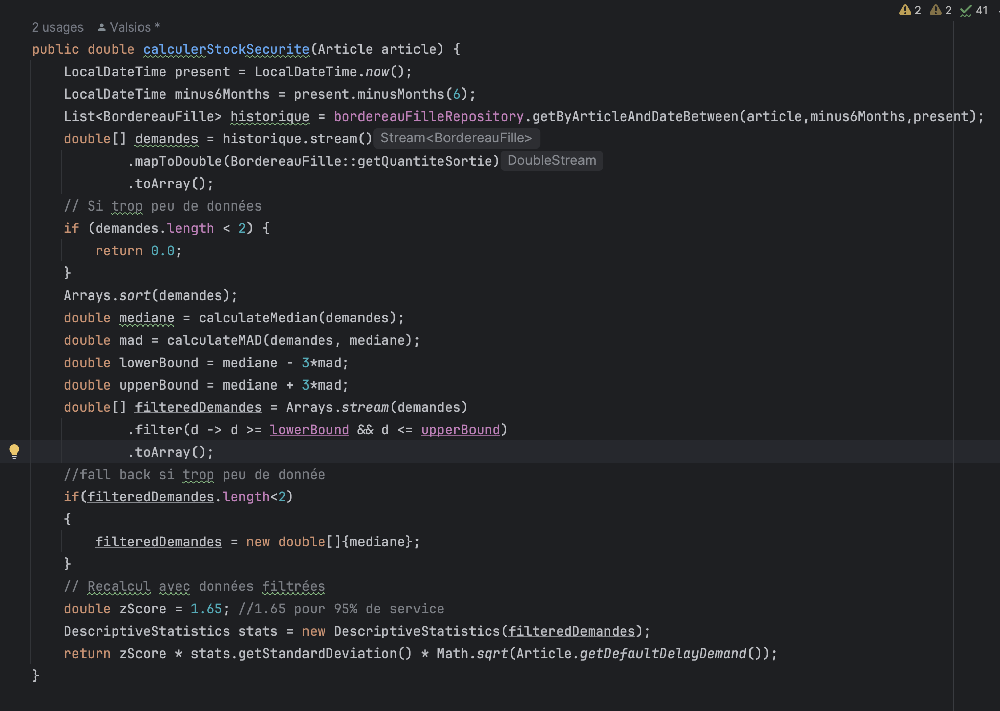 2 2 41
2 usages Valsios *
public double calculerStockSecurite(Article article) {
    LocalDateTime present = LocalDateTime.now();
    LocalDateTime minus6Months = present.minusMonths(6);
    List<BordereauFille> historique = bordereauFilleRepository.getByArticleAndDateBetween(article,minus6Months,present);
    double[] demandes = historique.stream() Stream<BordereauFille>
            .mapToDouble(BordereauFille::getQuantiteSortie) DoubleStream
            .toArray();
    // Si trop peu de données
    if (demandes.length < 2) {
        return 0.0;
    }
    Arrays.sort(demandes);
    double mediane = calculateMedian(demandes);
    double mad = calculateMAD(demandes, mediane);
    double lowerBound = mediane - 3*mad;
    double upperBound = mediane + 3*mad;
    double[] filteredDemandes = Arrays.stream(demandes)
            .filter(d -> d >= lowerBound && d <= upperBound)
            .toArray();
    //fall back si trop peu de donnée
    if(filteredDemandes.length<2)
    {
        filteredDemandes = new double[]{mediane};
    }
    // Recalcul avec données filtrées
    double zScore = 1.65; //1.65 pour 95% de service
    DescriptiveStatistics stats = new DescriptiveStatistics(filteredDemandes);
    return zScore * stats.getStandardDeviation() * Math.sqrt(Article.getDefaultDelayDemand());
}